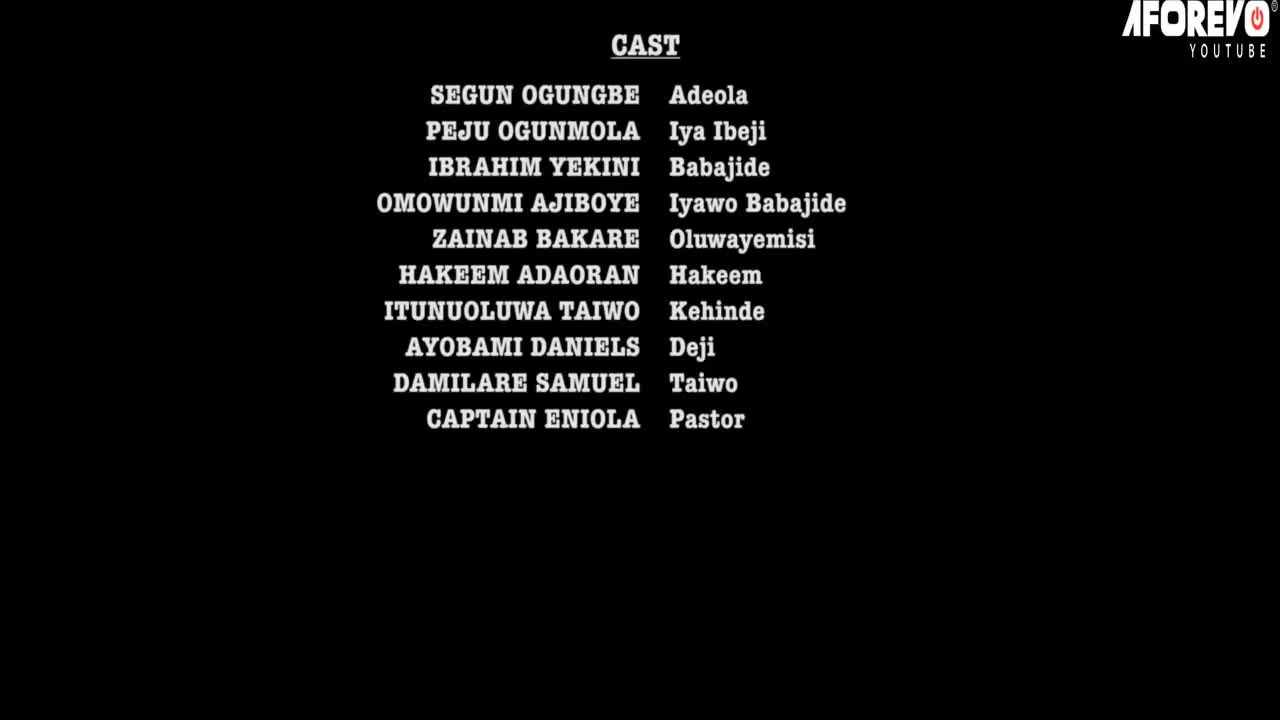 AFOREVO
YOUTUBE
CAST
SEGUN OGUNGBE Adeola
PEJU OGUNMOLA Iya Ibeji
IBRAHIM YEKINI Babajide
OMOWUNMI AJIBOYE Iyawo Babajide
ZAINAB BAKARE Oluwayemisi
HAKEEM ADAORAN Hakeem
ITUNUOLUWA TAIWO Kehinde
AYOBAMI DANIELS Deji
DAMILARE SAMUEL Taiwo
CAPTAIN ENIOLA Pastor